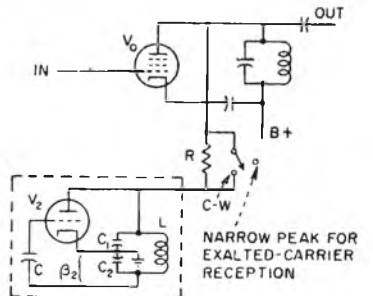 OUT
V₀
IN
B+
R
C-W
NARROW PEAK FOR
EXALTED-CARRIER
RECEPTION
V₂
L
C₁
C₂
C
β₂